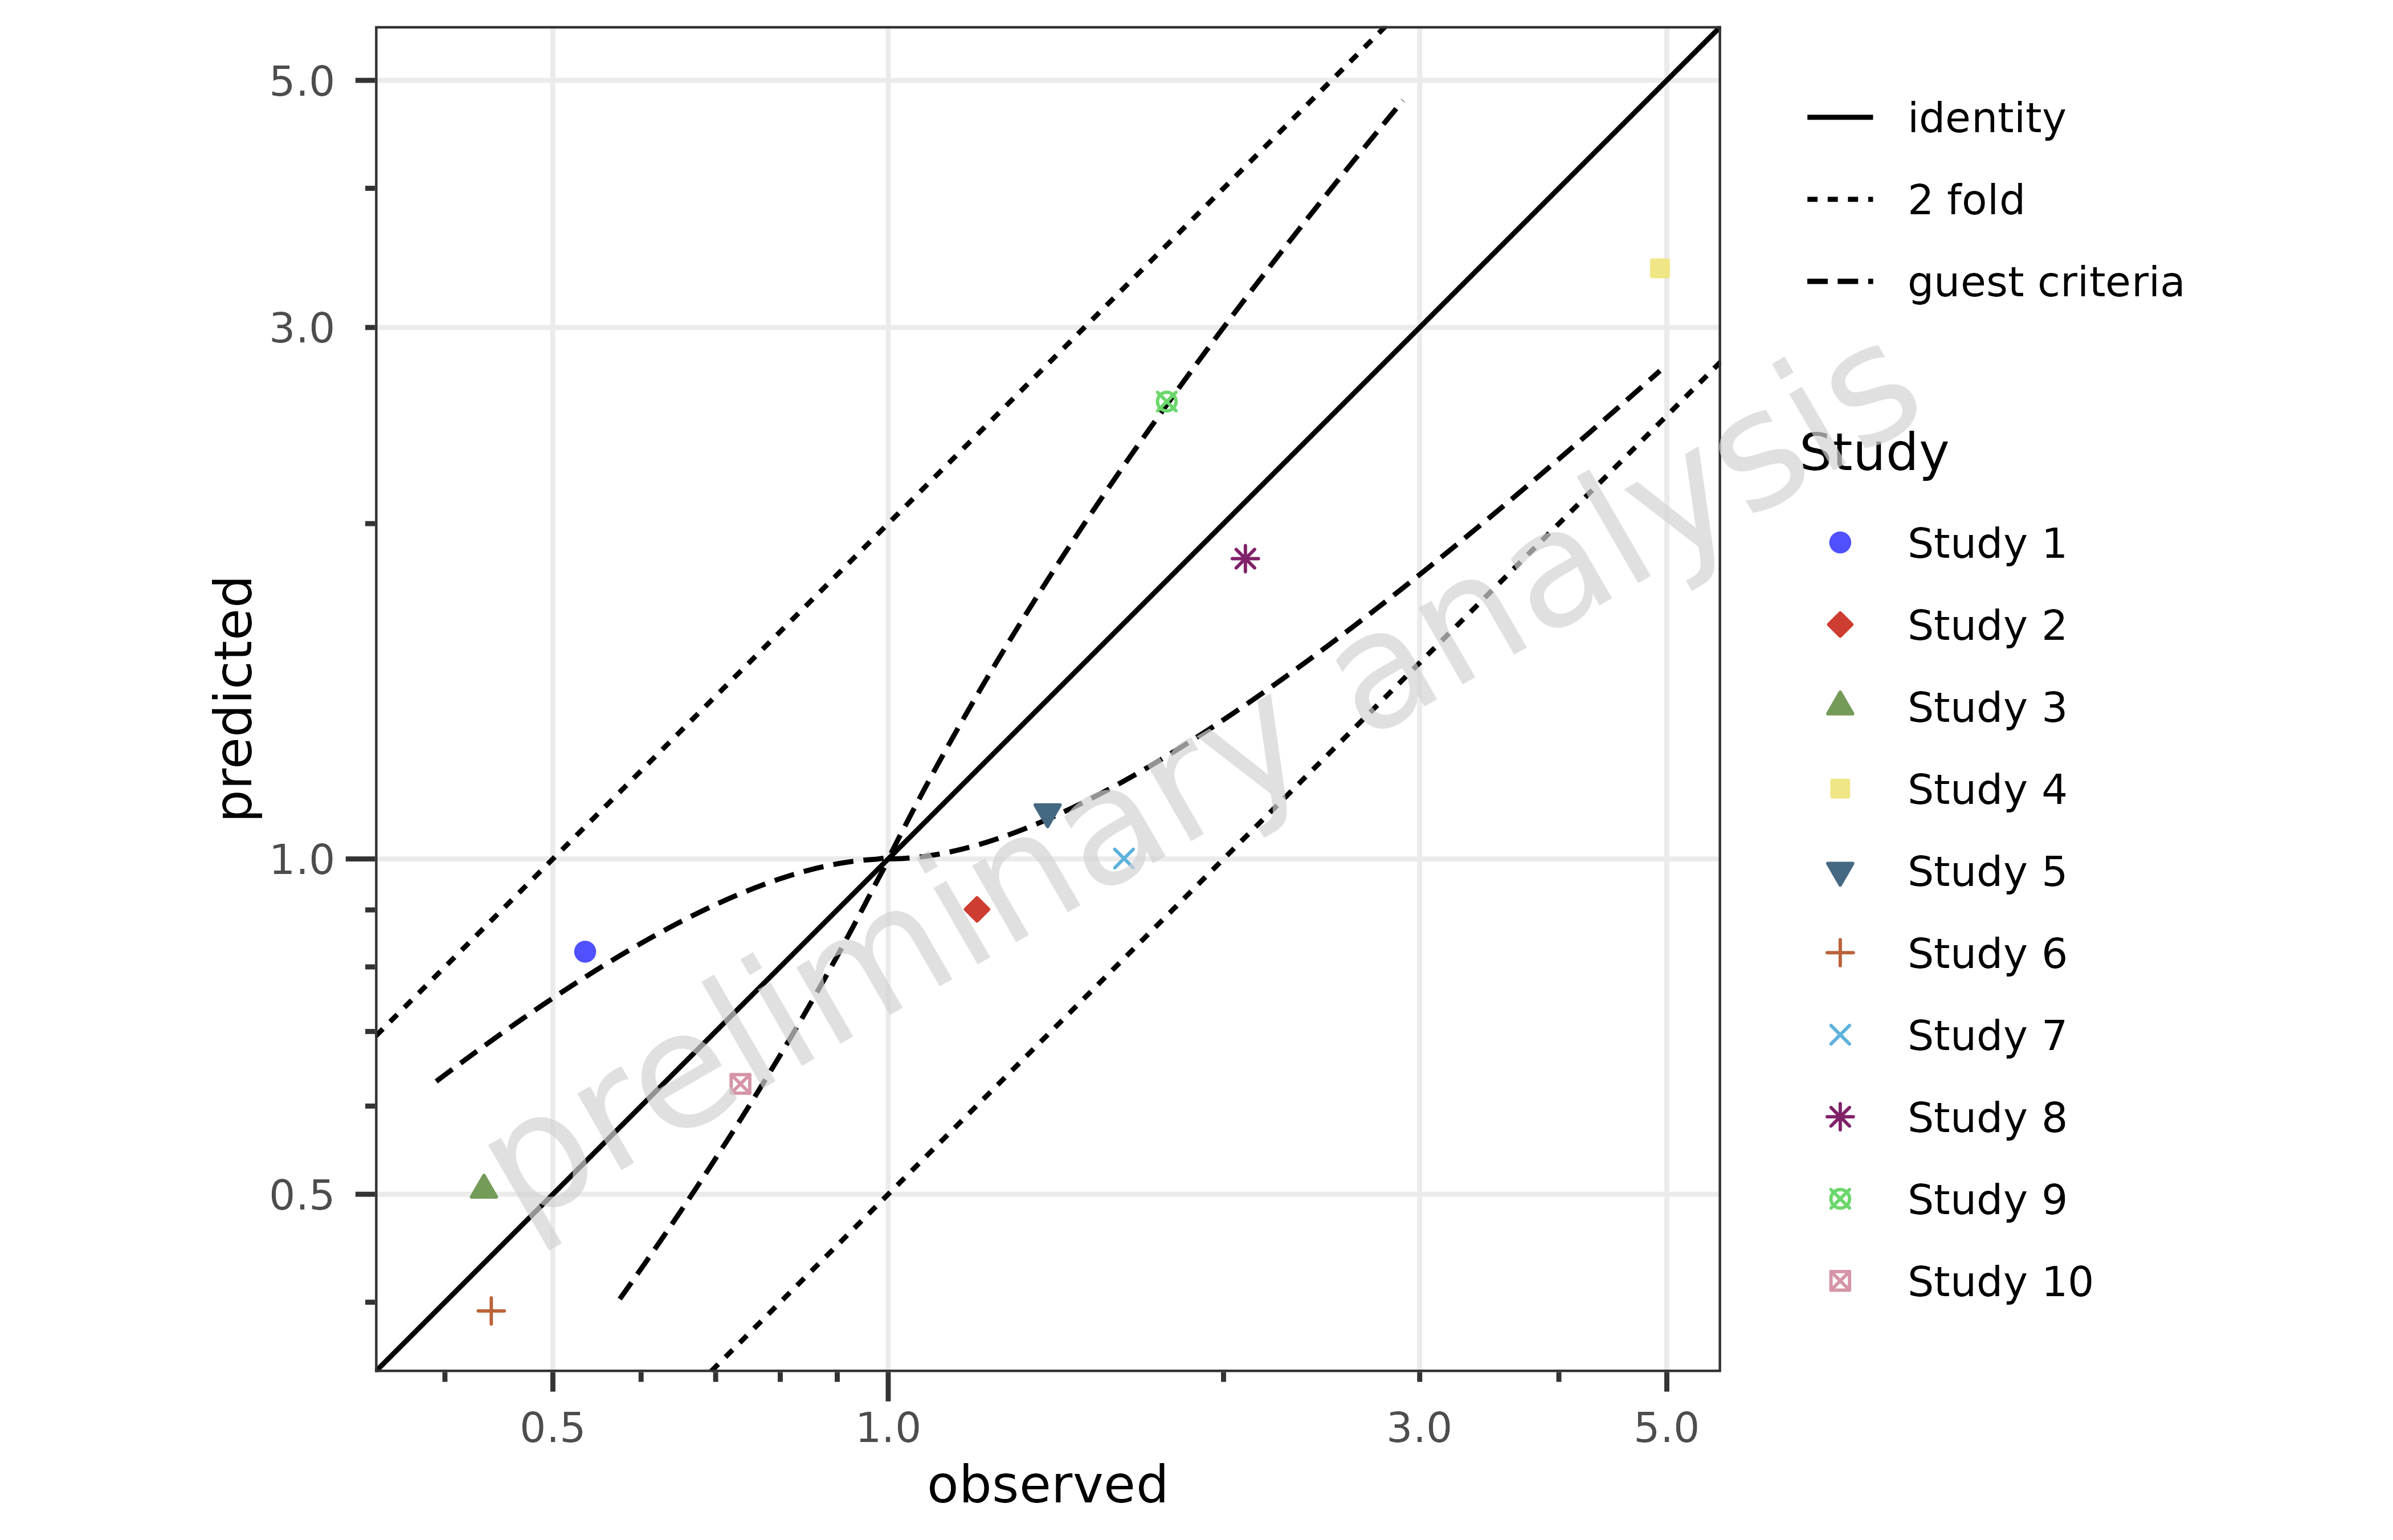 5.0
3.0
1.0
0.5
predicted
0.5
1.0
3.0
5.0
observed
identity
2 fold
guest criteria
Study
Study 1
Study 2
Study 3
Study 4
Study 5
Study 6
Study 7
Study 8
Study 9
Study 10
preliminary analysis